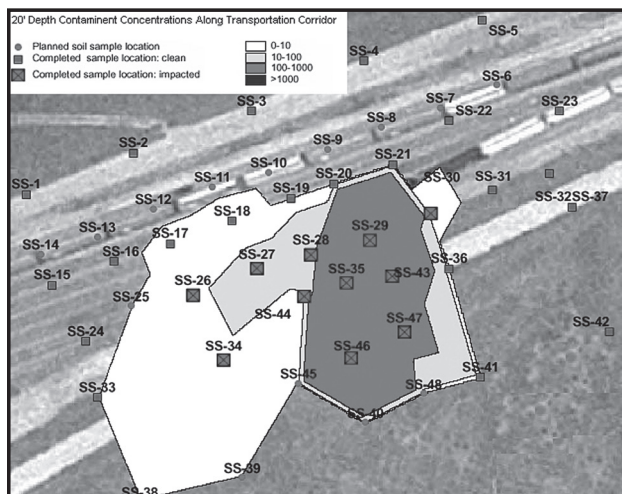 20' Depth Contaminent Concentrations Along Transportation Corridor
Planned soil sample location
Completed sample location: clean
Completed sample location: impacted
0-10
10-100
100-1000
>1000
SS-5
SS-4
SS-6
SS-3
SS-7
SS-22
SS-23
SS-8
SS-2
SS-9
SS-21
SS-10
SS-20
SS-30
SS-1
SS-11
SS-19
SS-31
SS-12
SS-32
SS-37
SS-18
SS-13
SS-17
SS-29
SS-14
SS-16
SS-28
SS-27
SS-36
SS-15
SS-35
SS-43
SS-26
SS-25
SS-44
SS-47
SS-42
SS-24
SS-34
SS-46
SS-41
SS-45
SS-48
SS-33
SS-40
SS-39
SS-38